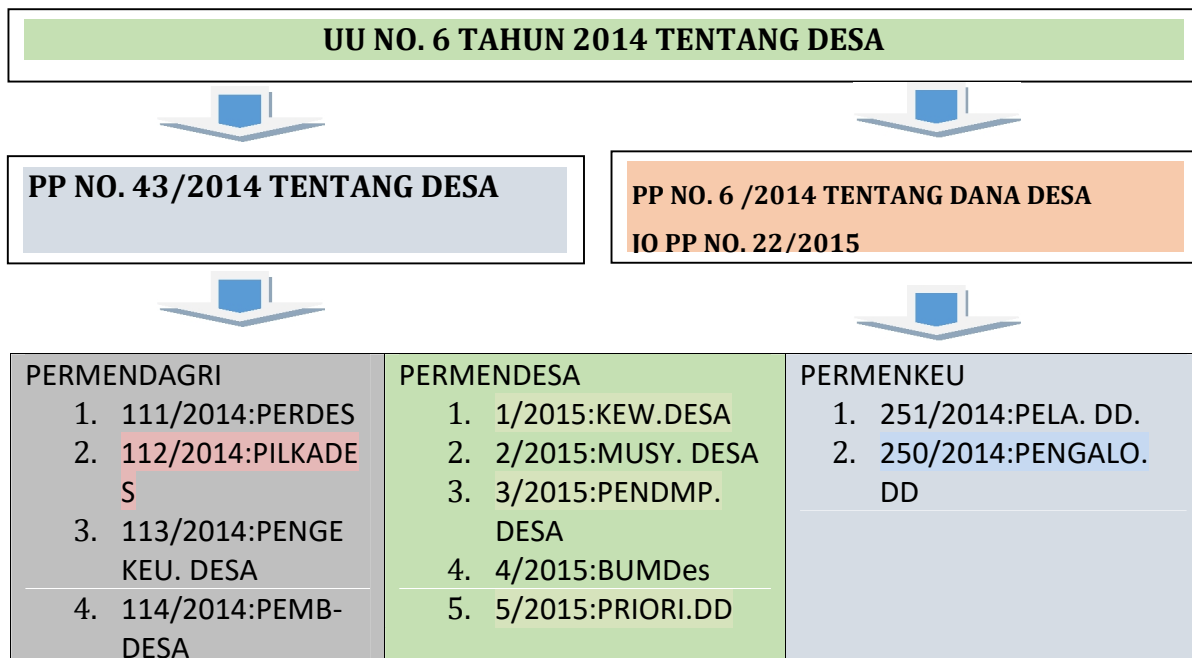 UU NO. 6 TAHUN 2014 TENTANG DESA
PP NO. 43/2014 TENTANG DESA
PP NO. 6 /2014 TENTANG DANA DESA
JO PP NO. 22/2015
PERMENDAGRI
1. 111/2014:PERDES
2. 112/2014:PILKADE
S
3. 113/2014:PENGE
KEU. DESA
4. 114/2014:PEMB-
DESA
PERMENDESA
1. 1/2015:KEW.DESA
2. 2/2015:MUSY. DESA
3. 3/2015:PENDMP.
DESA
4. 4/2015:BUMDes
5. 5/2015:PRIORI.DD
PERMENKEU
1. 251/2014:PELA. DD.
2. 250/2014:PENGALO.
DD